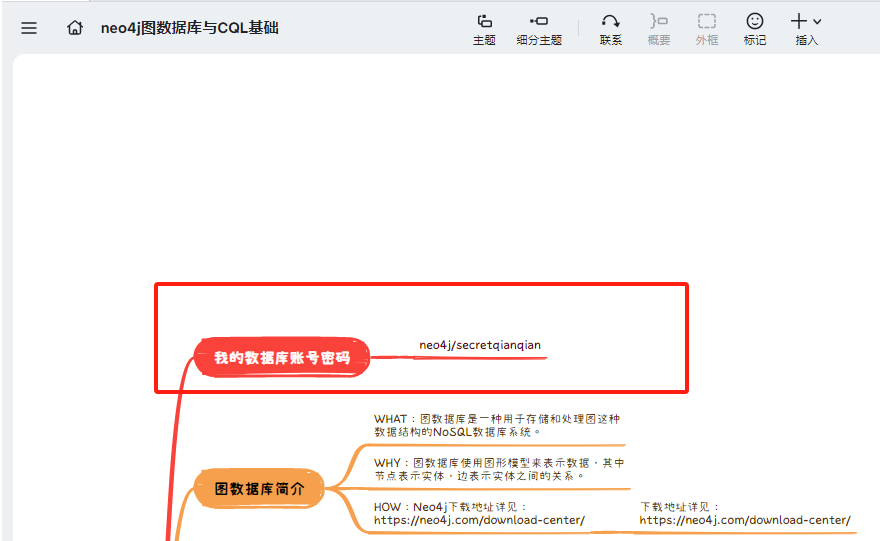 neo4j图数据库与CQL基础
主题
细分主题
联系
概要
外框
标记
插入
我的数据库账号密码
neo4j/secretqianqian
图数据库简介
WHAT：图数据库是一种用于存储和处理图这种
数据结构的NoSQL数据库系统。
WHY：图数据库使用图形模型来表示数据，其中
节点表示实体，边表示实体之间的关系。
HOW：Neo4j下载地址详见：
https://neo4j.com/download-center/
下载地址详见：
https://neo4j.com/download-center/